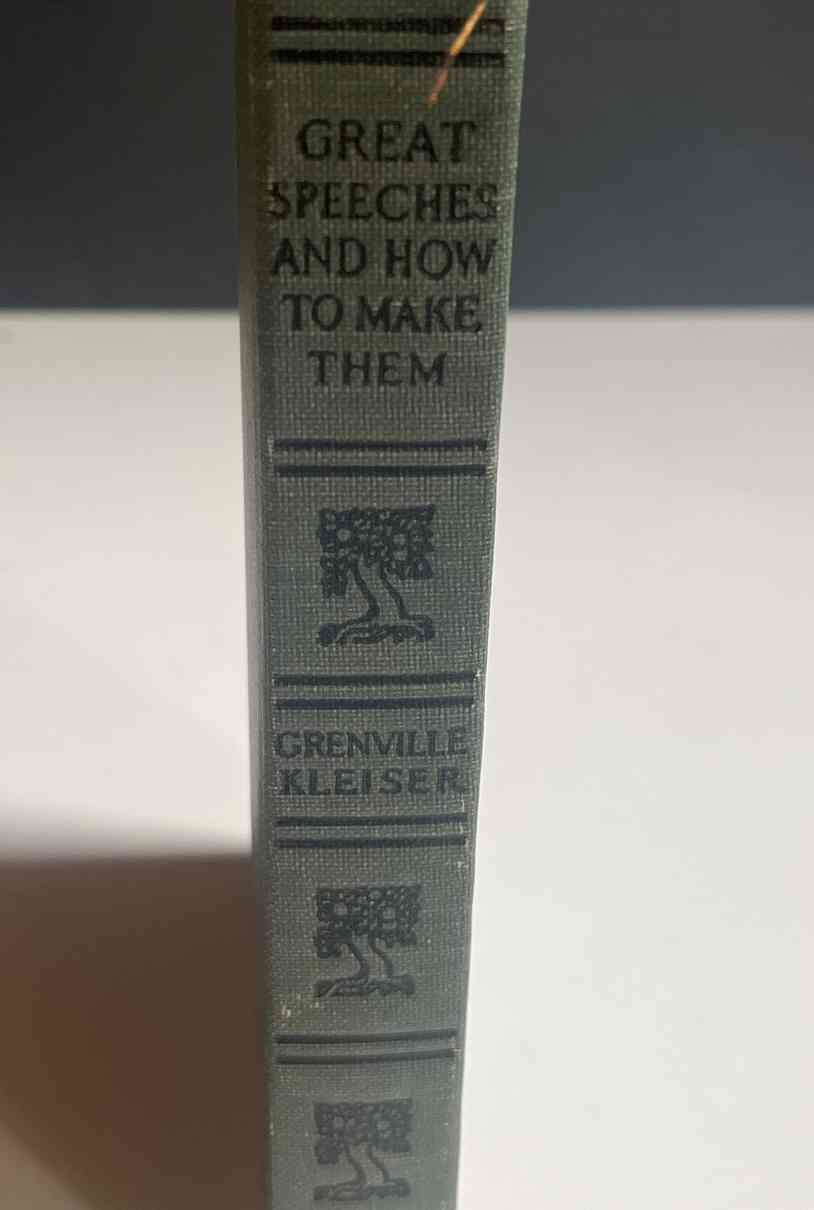 GREAT
SPEECHES
AND HOW
TO MAKE
THEM
GRENVILLE
KLEISER